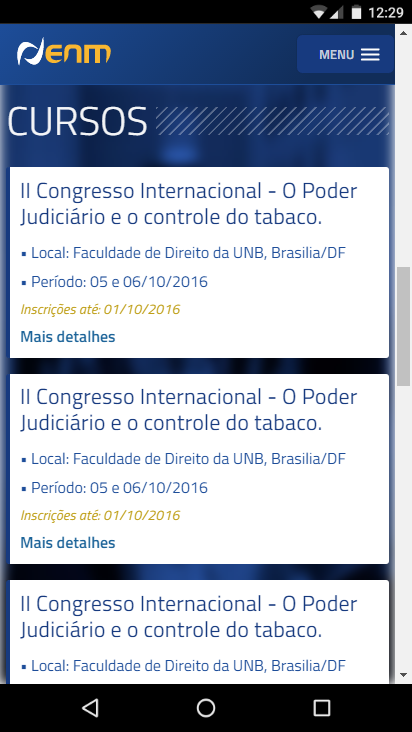 12:29
enm
MENU
CURSOS
II Congresso Internacional - O Poder
Judiciário e o controle do tabaco.
▪ Local: Faculdade de Direito da UNB, Brasilia/DF
▪ Período: 05 e 06/10/2016
Inscrições até: 01/10/2016
Mais detalhes
II Congresso Internacional - O Poder
Judiciário e o controle do tabaco.
▪ Local: Faculdade de Direito da UNB, Brasilia/DF
▪ Período: 05 e 06/10/2016
Inscrições até: 01/10/2016
Mais detalhes
II Congresso Internacional - O Poder
Judiciário e o controle do tabaco.
▪ Local: Faculdade de Direito da UNB, Brasilia/DF